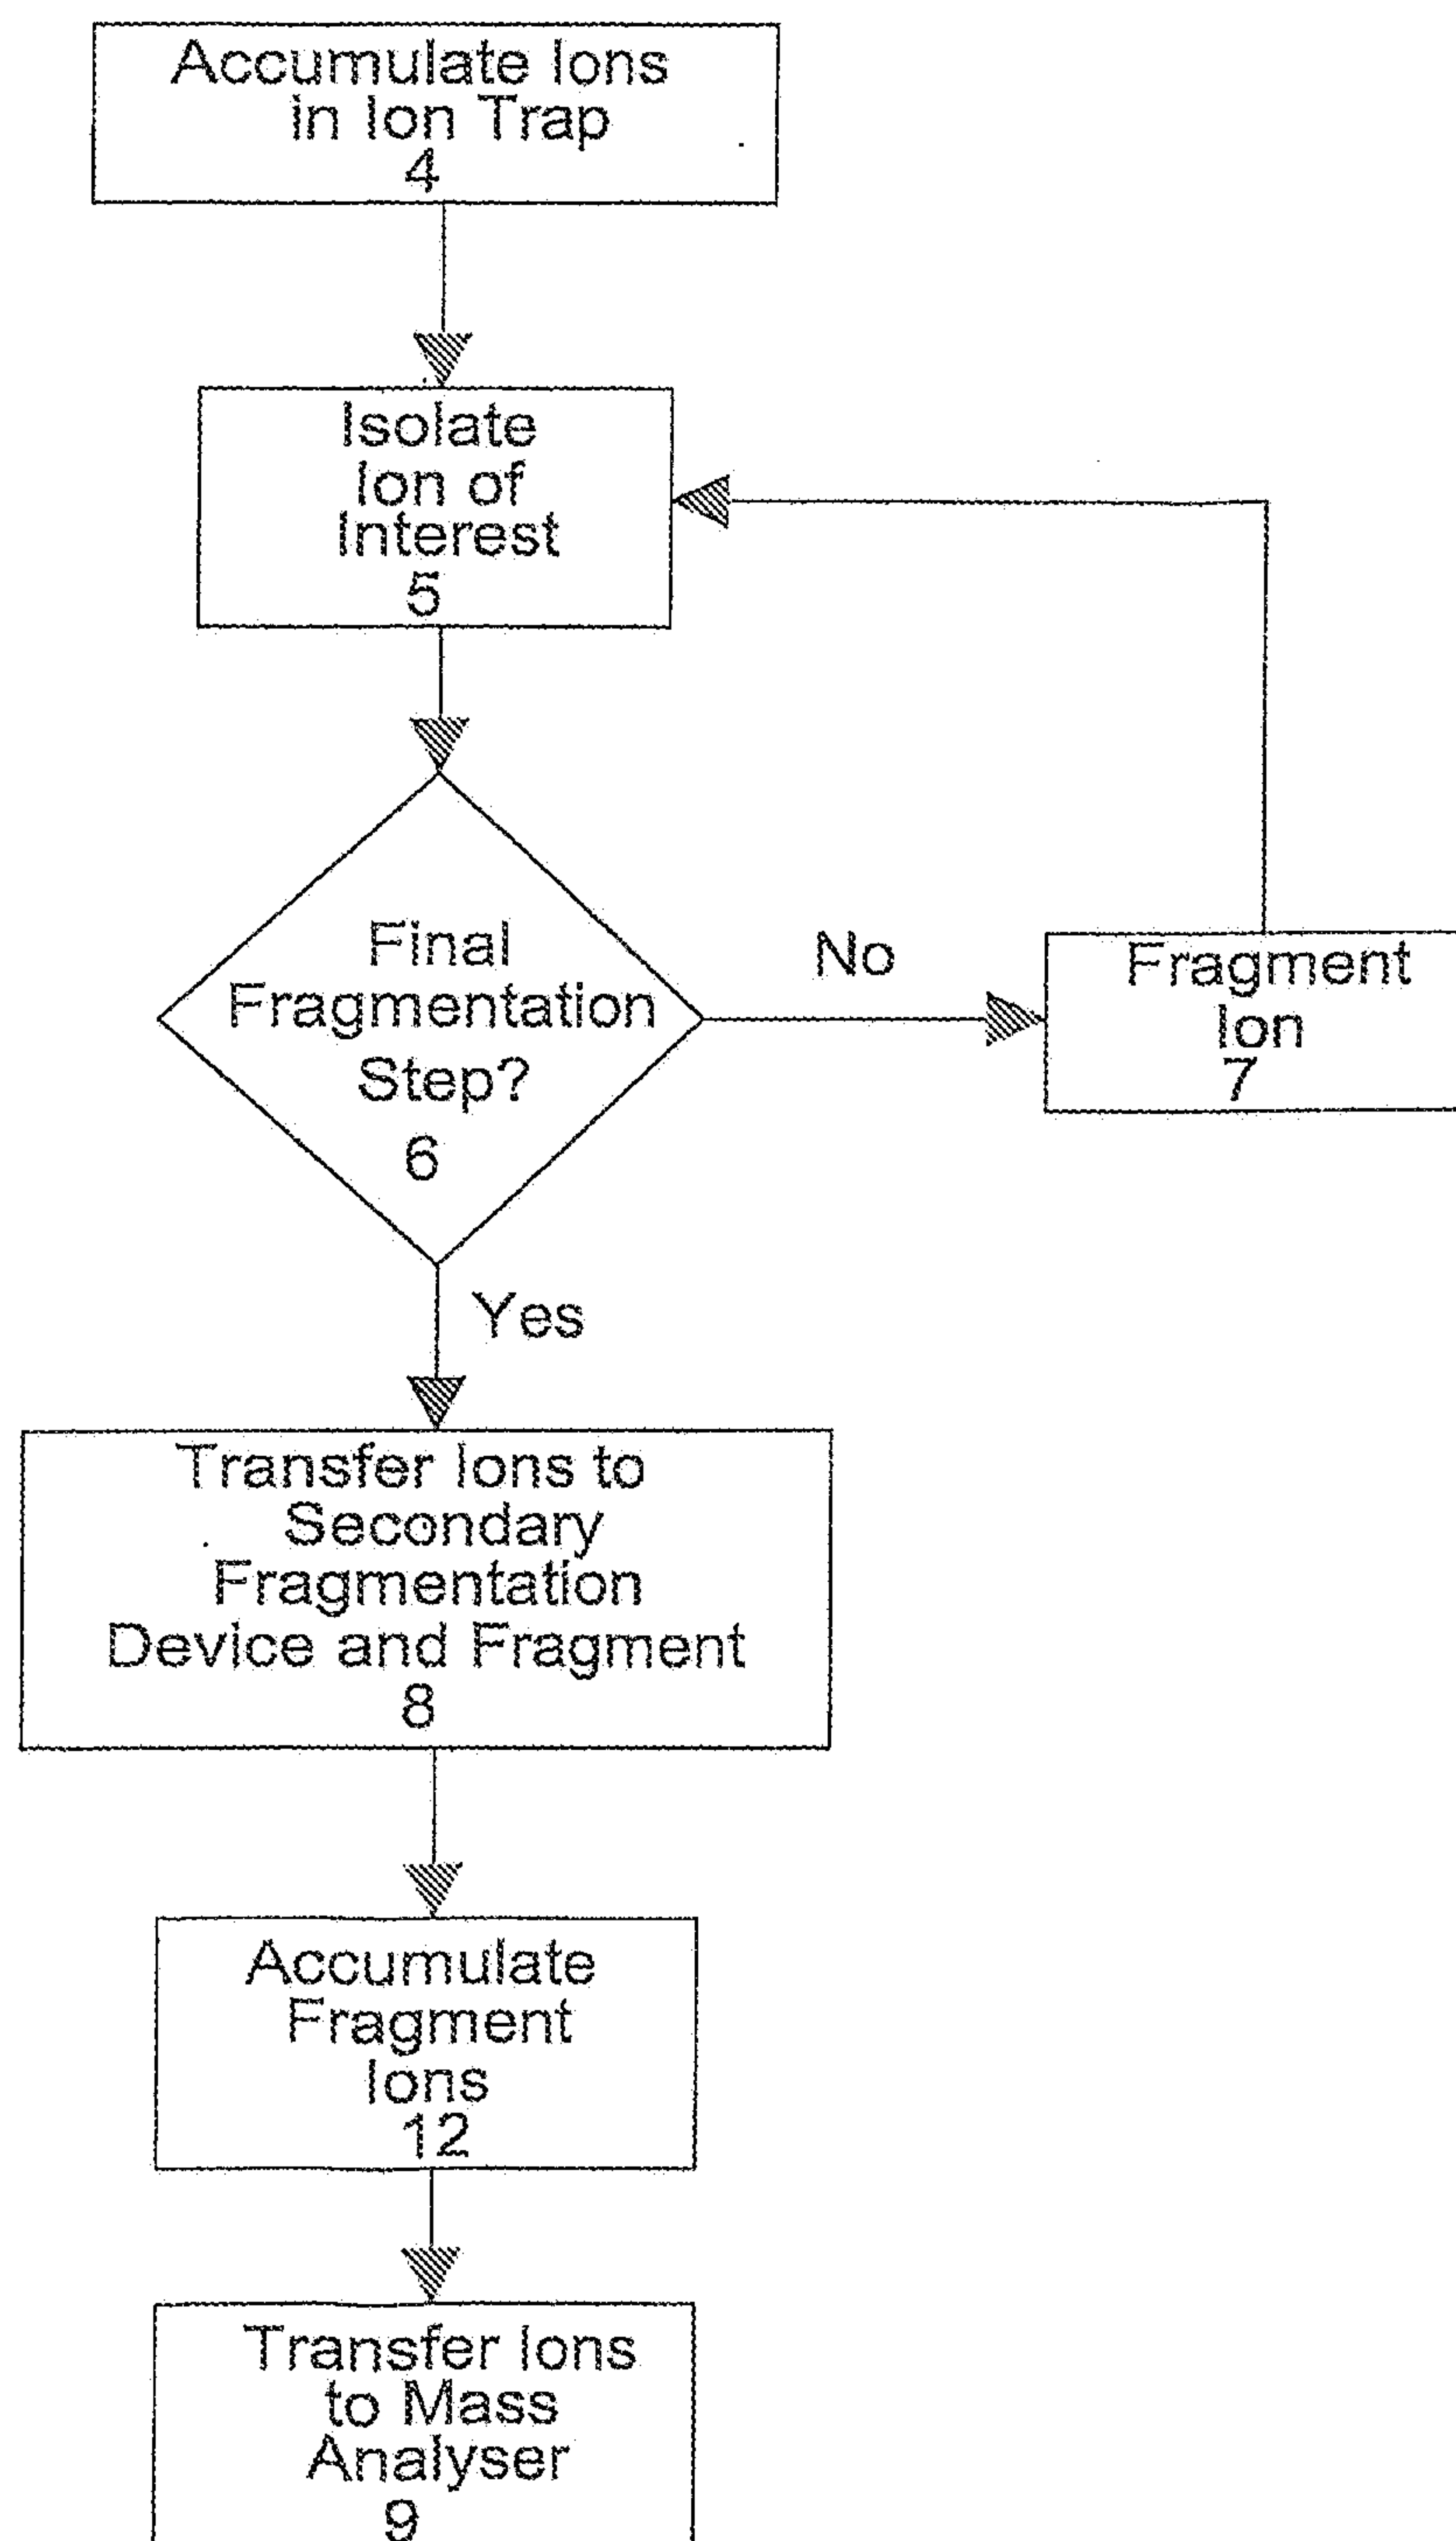 Accumulate Ions
in Ion Trap
4
Isolate
Ion of
Interest
5
Final
Fragmentation
Step?
6
No
Fragment
Ion
7
Yes
Transfer Ions to
Secondary
Fragmentation
Device and Fragment
8
Accumulate
Fragment
Ions
12
Transfer Ions
to Mass
Analyser
9